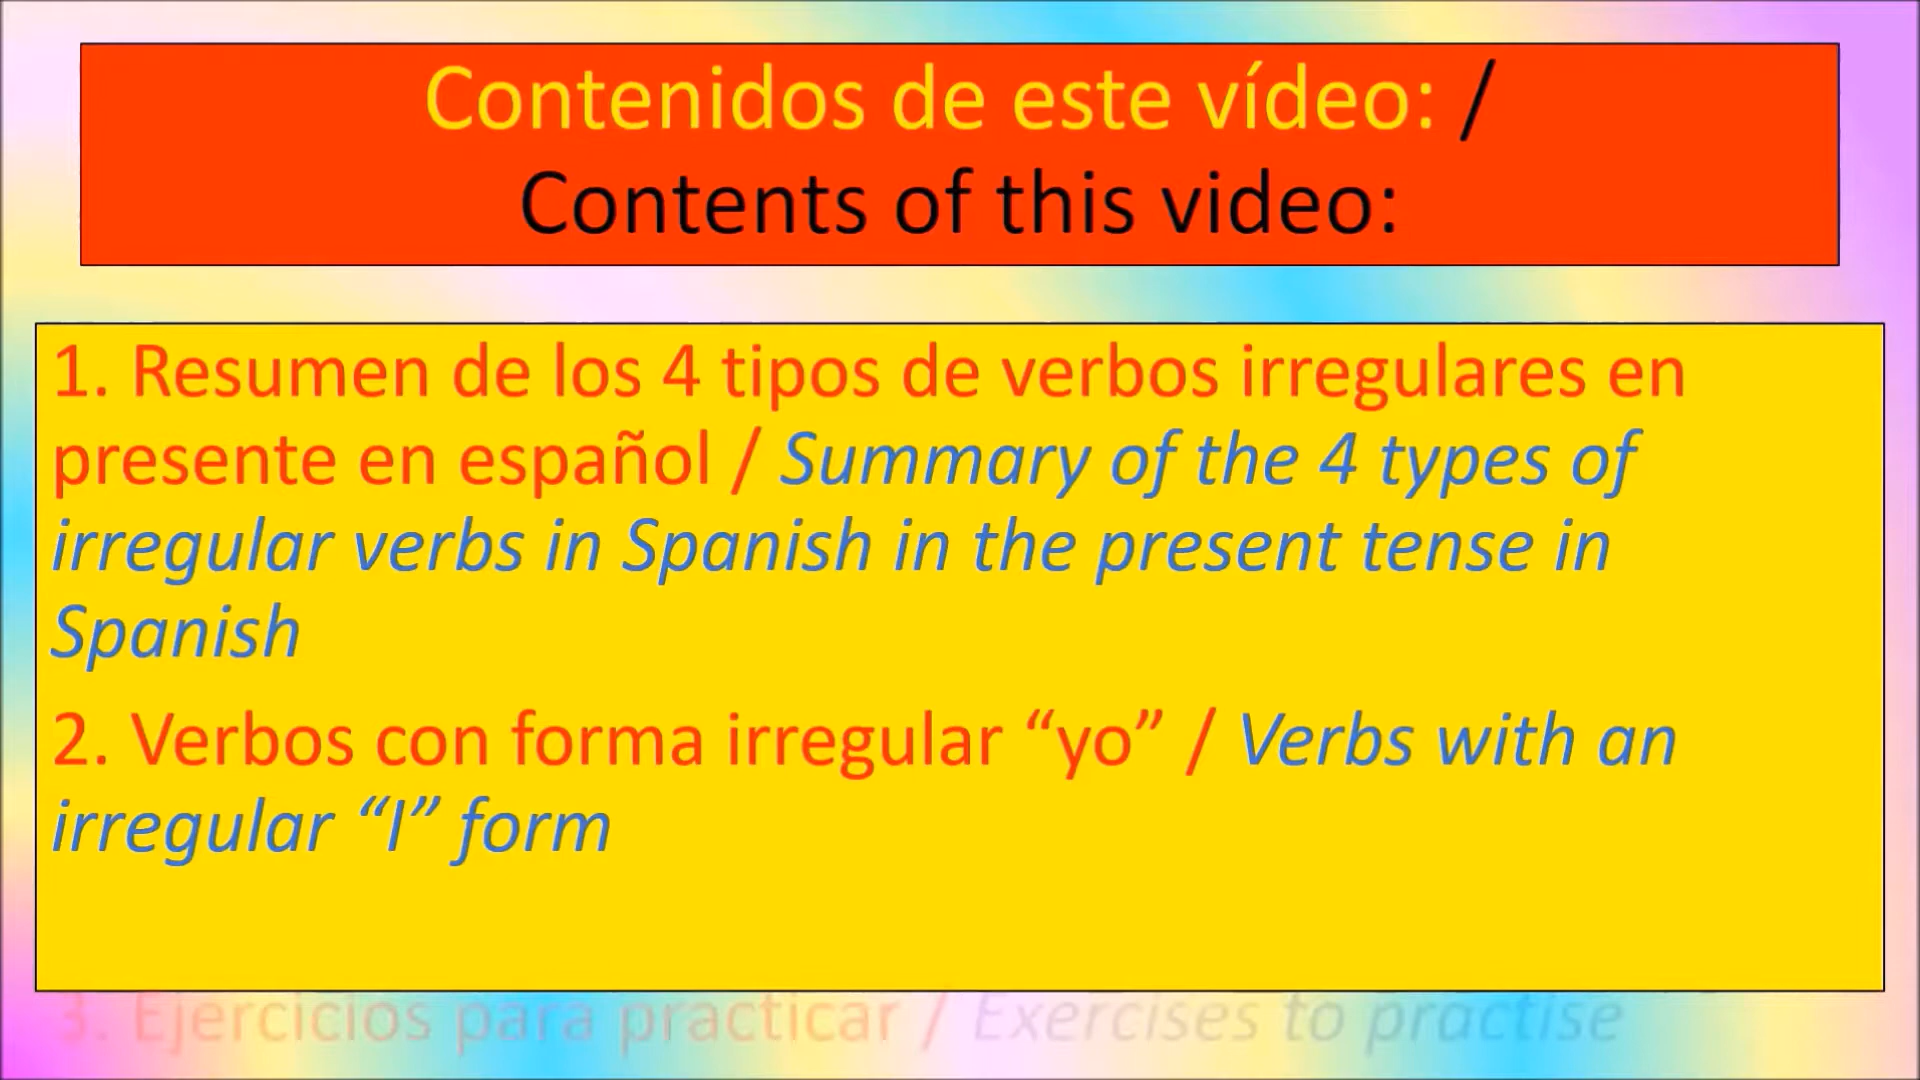 Contenidos de este vídeo: /
Contents of this video:
1. Resumen de los 4 tipos de verbos irregulares en
presente en español / Summary of the 4 types of
irregular verbs in Spanish in the present tense in
Spanish
2. Verbos con forma irregular “yo” / Verbs with an
irregular “I” form
3. Ejercicios para practicar / Exercises to practise